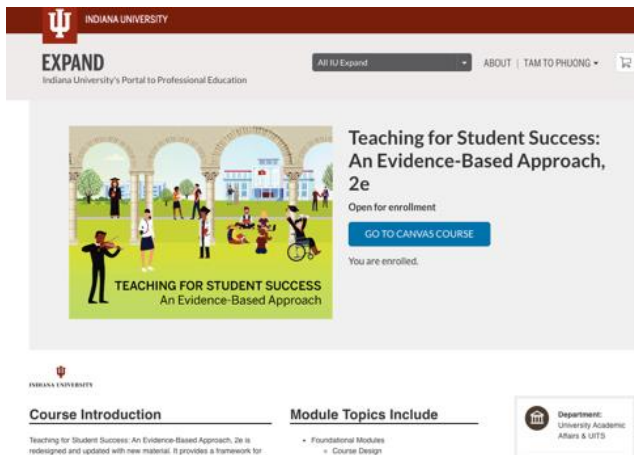 INDIANA UNIVERSITY
EXPAND
Indiana University's Portal to Professional Education
All IU Expand
ABOUT | TAM TO PHUONG
Teaching for Student Success:
An Evidence-Based Approach,
2e
Open for enrollment
GO TO CANVAS COURSE
You are enrolled.
TEACHING FOR STUDENT SUCCESS
An Evidence-Based Approach
INDIANA UNIVERSITY
Course Introduction
Teaching for Student Success: An Evidence-Based Approach, 2e is
redesigned and updated with new material. It provides a framework for
Module Topics Include
• Foundational Modules
Course Design
Department:
University Academic
Affairs & UITS